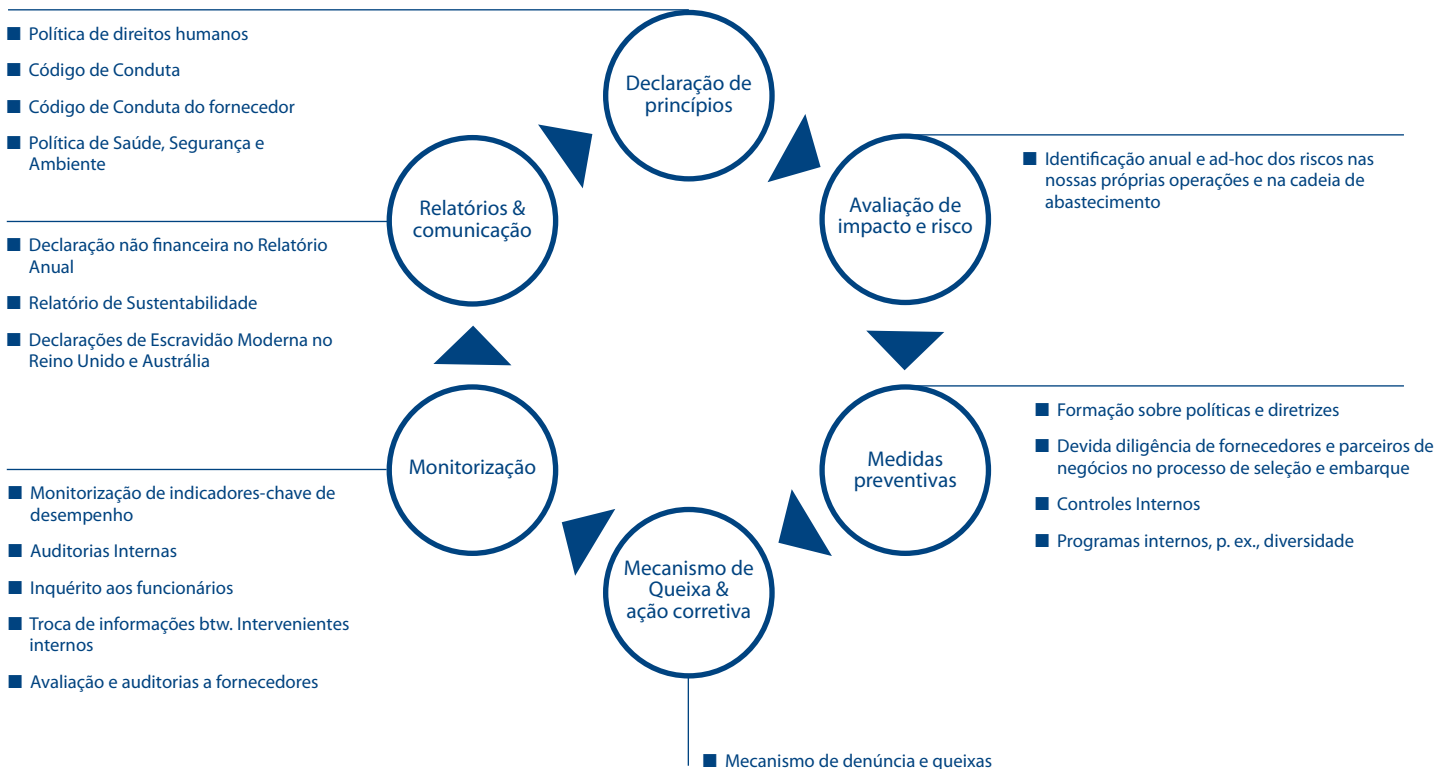 Declaração de
princípios
■ Política de direitos humanos
■ Código de Conduta
■ Código de Conduta do fornecedor
■ Política de Saúde, Segurança e
Ambiente
Avaliação de
impacto e risco
■ Identificação anual e ad-hoc dos riscos nas
nossas próprias operações e na cadeia de
abastecimento
Medidas
preventivas
■ Formação sobre políticas e diretrizes
■ Devida diligência de fornecedores e parceiros de
negócios no processo de seleção e embarque
■ Controles Internos
■ Programas internos, p. ex., diversidade
Mecanismo de
Queixa &
ação corretiva
■ Mecanismo de denúncia e queixas
Monitorização
■ Monitorização de indicadores-chave de
desempenho
■ Auditorias Internas
■ Inquérito aos funcionários
■ Troca de informações btw. Intervenientes
internos
■ Avaliação e auditorias a fornecedores
Relatórios &
comunicação
■ Declaração não financeira no Relatório
Anual
■ Relatório de Sustentabilidade
■ Declarações de Escravidão Moderna no
Reino Unido e Austrália